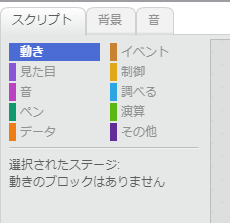 スクリプト 背景 音
動き イベント
見た目 制御
音 調べる
ペン 演算
データ その他
選択されたステージ:
動きのブロックはありません